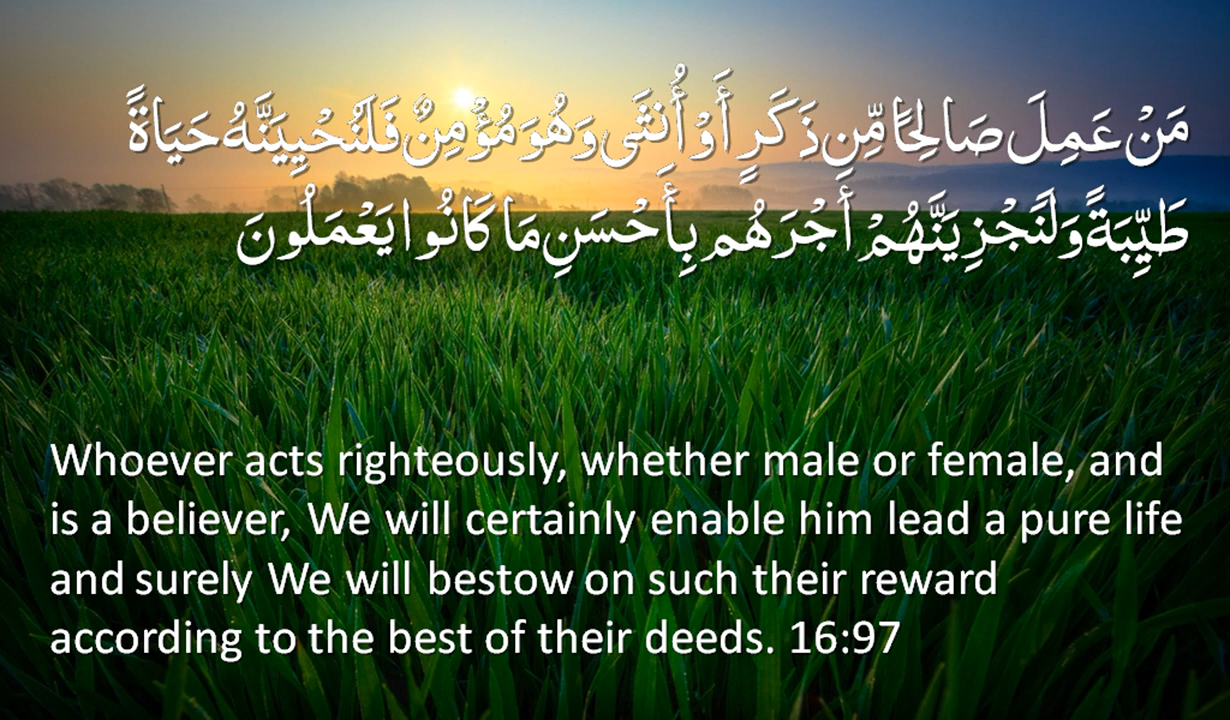 مَنْ عَمِلَ صَالِحًا مِّن ذَكَرٍ أَوْ أُنثَى وَهُوَ مُؤْمِنٌ فَلَنُحْيِيَنَّهُ حَيَاةً
طَيِّبَةً وَلَنَجْزِيَنَّهُمْ أَجْرَهُم بِأَحْسَنِ مَا كَانُوا يَعْمَلُونَ
Whoever acts righteously, whether male or female, and
is a believer, We will certainly enable him lead a pure life
and surely We will bestow on such their reward
according to the best of their deeds. 16:97